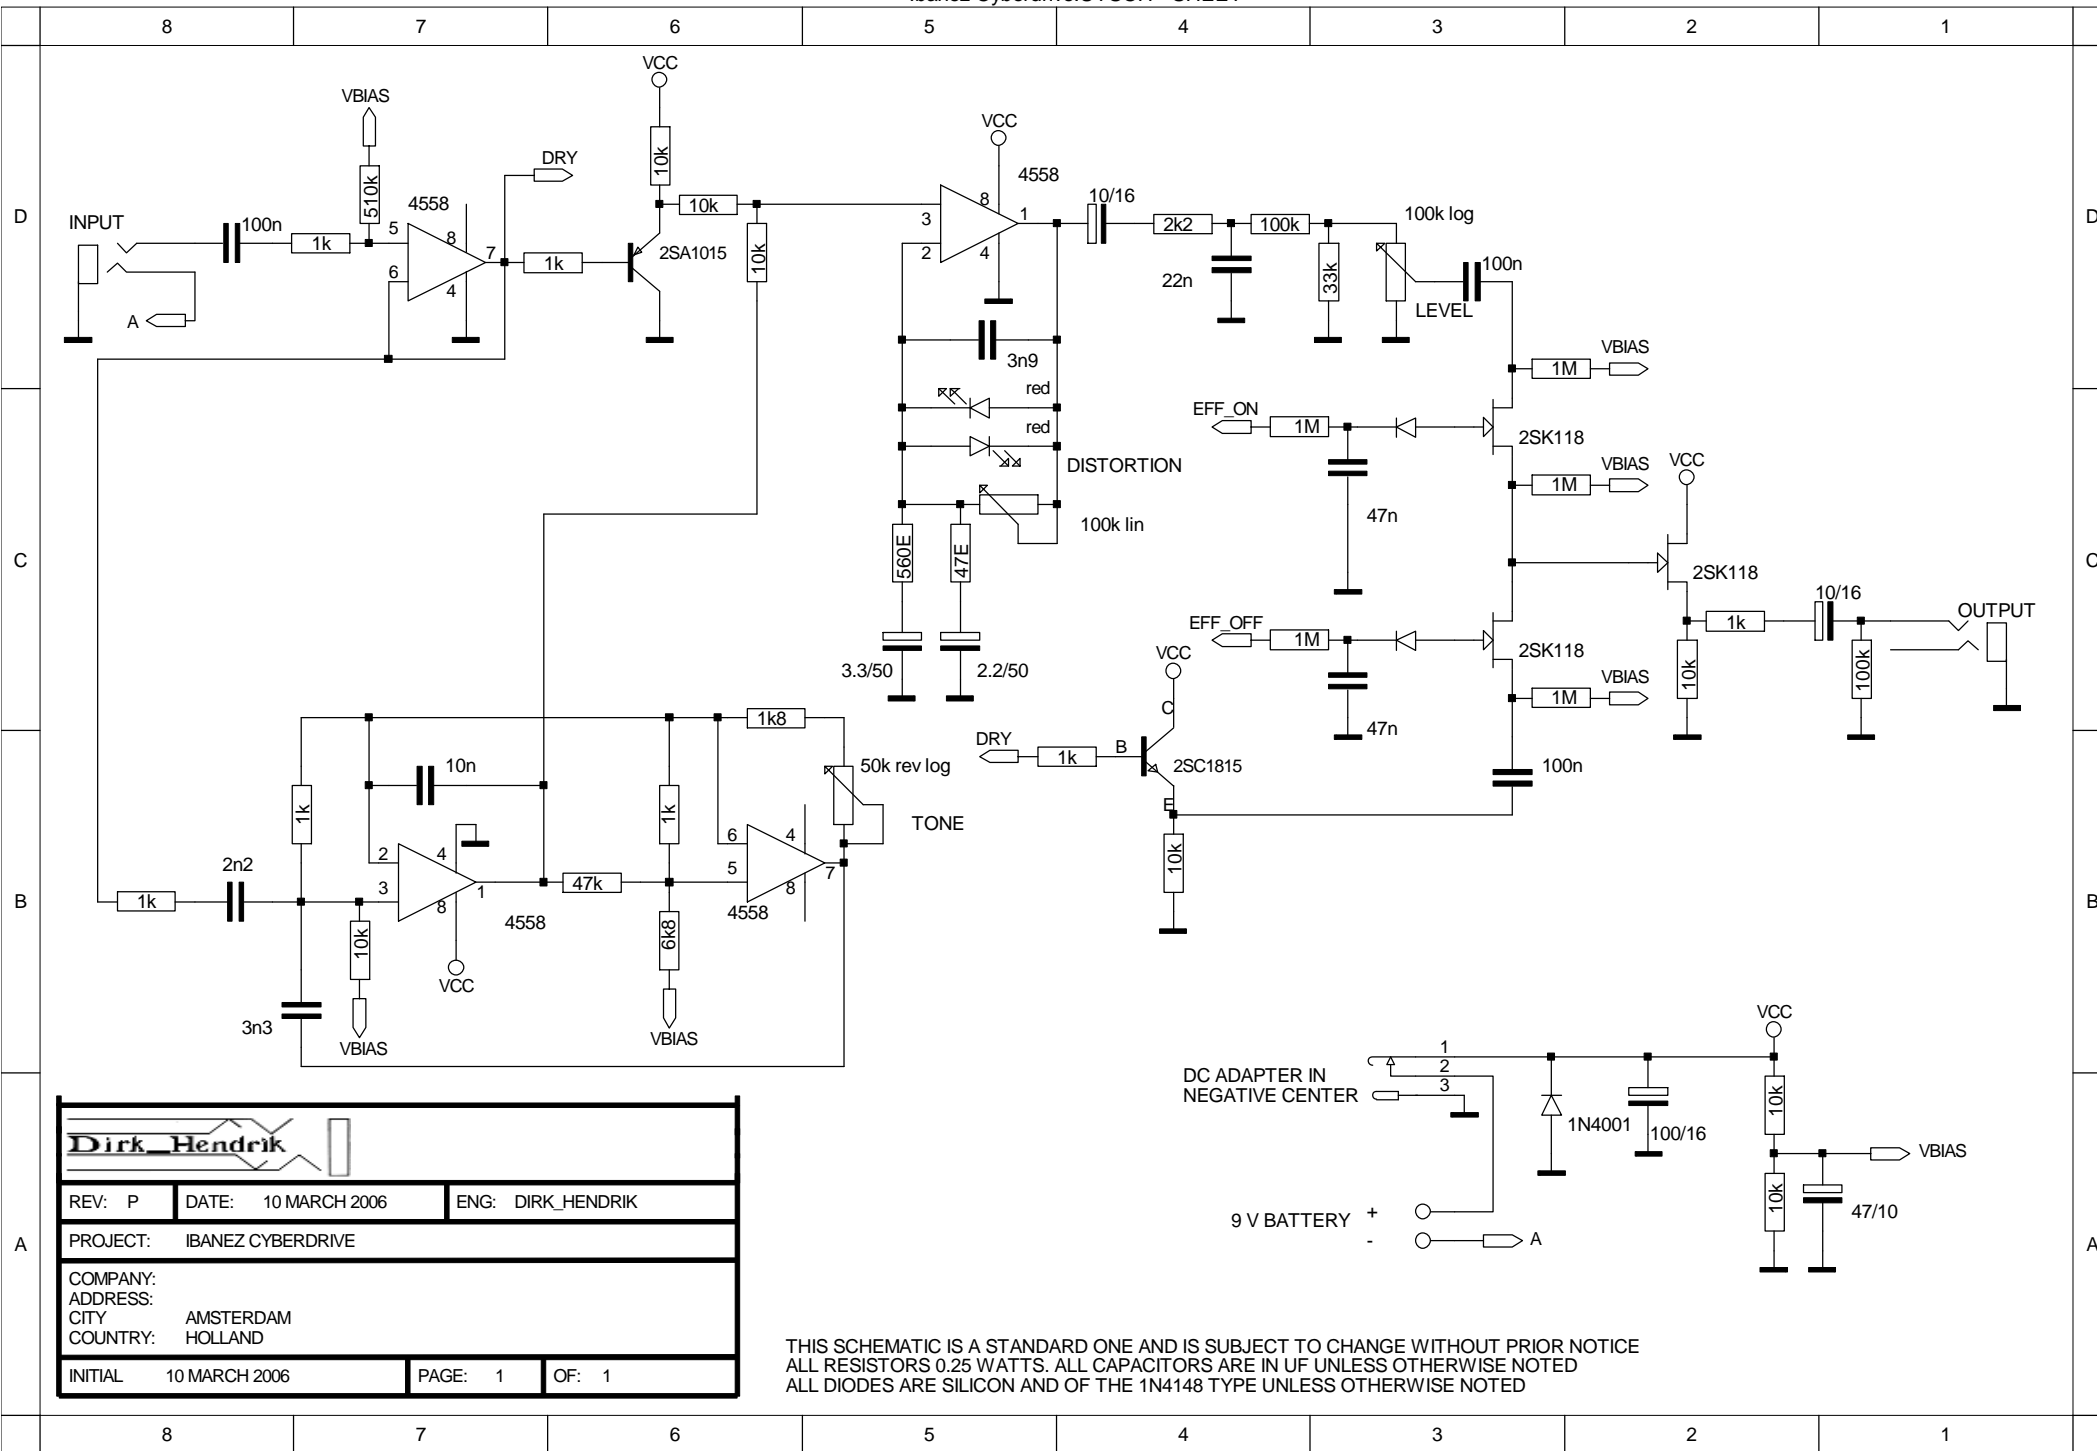 8 7 6 5 4 3 2 1
VCC
VBIAS
VCC
DRY
10k
4558
510k
4558
10/16
D
INPUT
100n
5
8
10k
3
8
1
2k2
100k
100k log
D
1k
7
2SA1015
2
4
6
1k
10k
22n
33k
100n
4
A
LEVEL
3n9
VBIAS
1M
red
EFF_ON
red
1M
2SK118
DISTORTION
VBIAS
VCC
1M
47n
100k lin
560E
47E
C
2SK118
C
10/16
EFF_OFF
OUTPUT
1k
1M
2SK118
VCC
3.3/50
2.2/50
10k
100k
VBIAS
1M
C
1k8
47n
DRY
B
10n
50k rev log
1k
2SC1815
100n
1k
1k
E
TONE
6
4
2
4
10k
2n2
5
7
3
1
47k
8
B
1k
8
4558
B
4558
10k
6k8
VCC
3n3
VCC
VBIAS
VBIAS
1
DC ADAPTER IN
2
NEGATIVE CENTER
3
10k
1N4001
100/16
Dirk_Hendrik
VBIAS
REV: P DATE: 10 MARCH 2006 ENG: DIRK_HENDRIK
10k
47/10
9 V BATTERY +
- A
A
PROJECT: IBANEZ CYBERDRIVE
A
COMPANY:
ADDRESS:
CITY AMSTERDAM
COUNTRY: HOLLAND
INITIAL 10 MARCH 2006 PAGE: 1 OF: 1
THIS SCHEMATIC IS A STANDARD ONE AND IS SUBJECT TO CHANGE WITHOUT PRIOR NOTICE
ALL RESISTORS 0.25 WATTS. ALL CAPACITORS ARE IN UF UNLESS OTHERWISE NOTED
ALL DIODES ARE SILICON AND OF THE 1N4148 TYPE UNLESS OTHERWISE NOTED
8 7 6 5 4 3 2 1